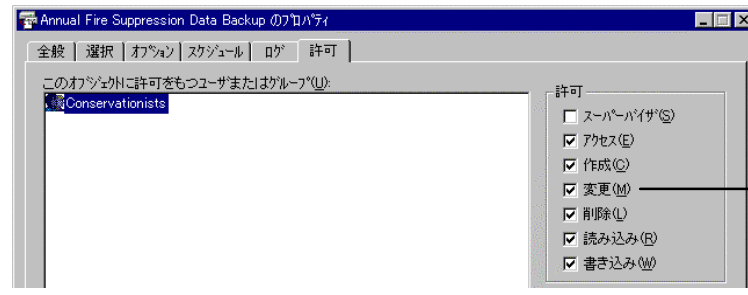 Annual Fire Suppression Data Backup のﾌﾟﾛﾊﾟﾃｨ
全般 選択 ｵﾌﾟｼｮﾝ ｽｹｼﾞｭｰﾙ ﾛｸﾞ 許可
このｵﾌﾞｼﾞｪｸﾄに許可をもつﾕｰｻﾞまたはｸﾞﾙｰﾌﾟ(U):
Conservationists
許可
ｽｰﾊﾟｰﾊﾞｲｻﾞ(S)
ｱｸｾｽ(E)
作成(C)
変更(M)
削除(L)
読み込み(R)
書き込み(W)